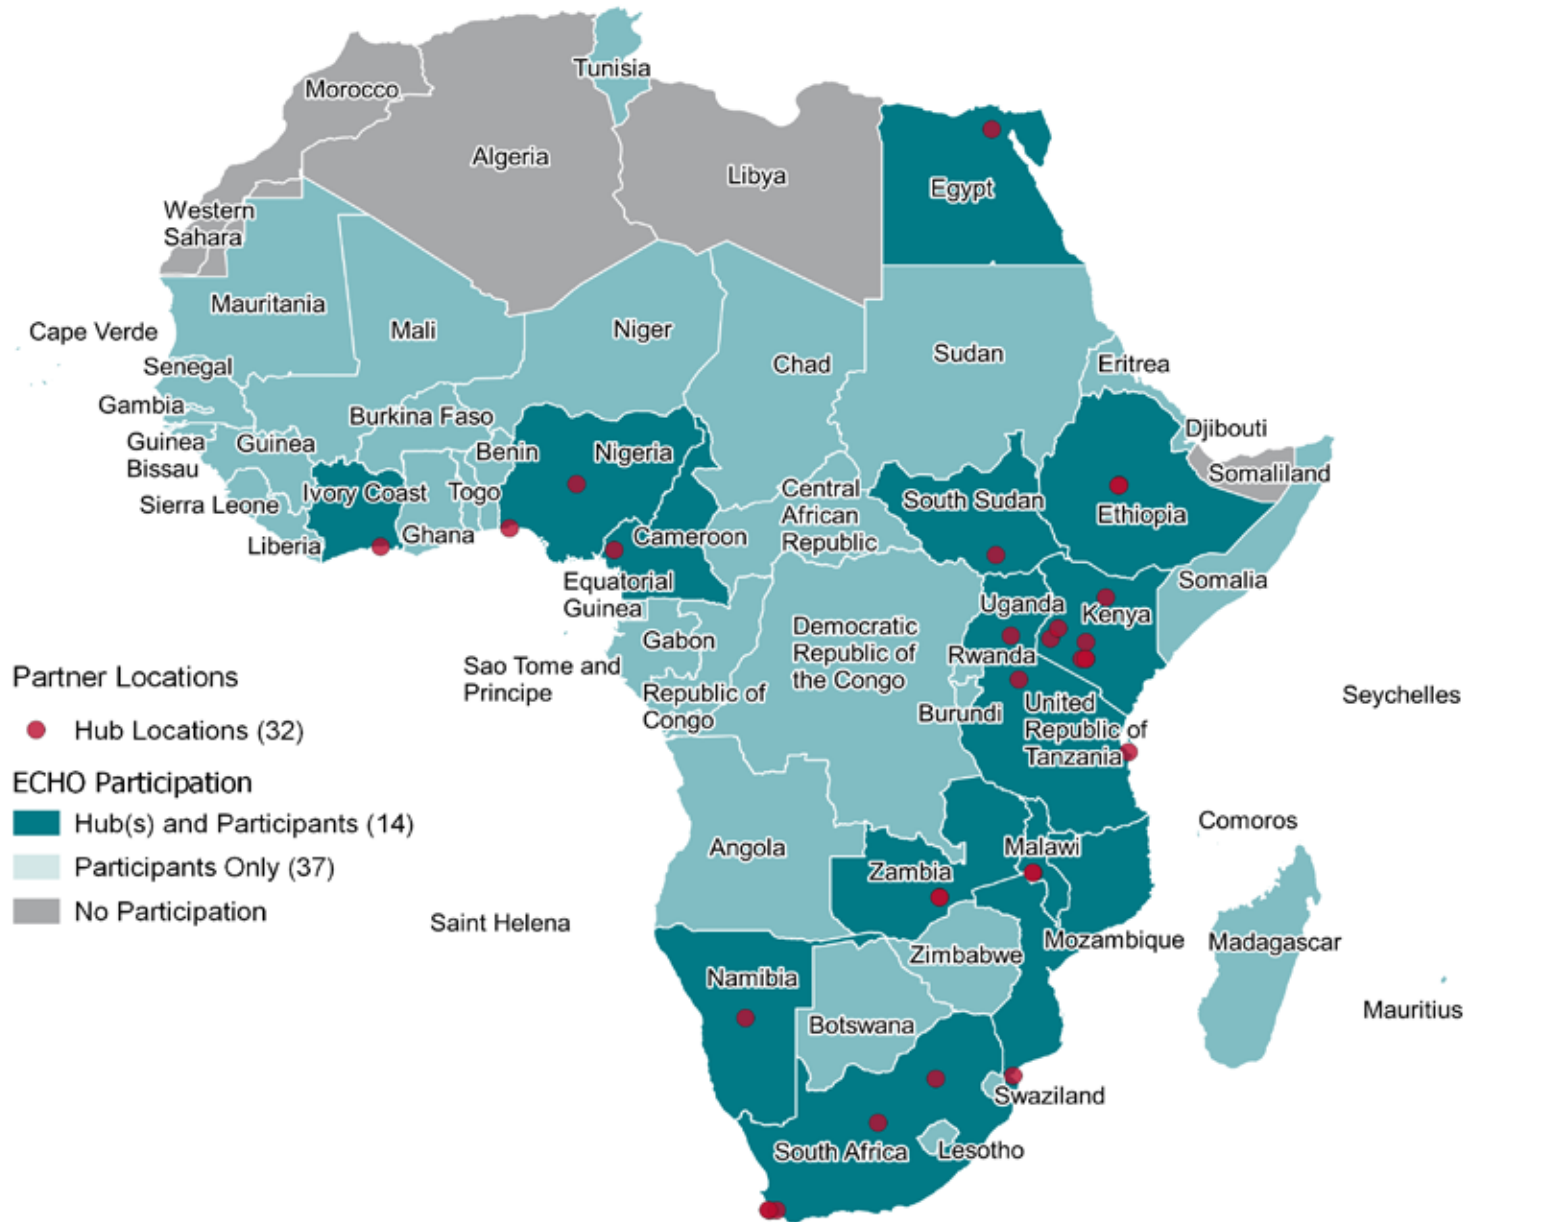 Tunisia
Morocco
Algeria
Libya
Egypt
Western
Sahara
Mauritania
Mali
Niger
Chad
Sudan
Eritrea
Cape Verde
Senegal
Gambia
Burkina Faso
Djibouti
Guinea
Bissau
Guinea
Benin
Nigeria
Somaliland
Ivory Coast
Togo
Central
African
Republic
South Sudan
Ethiopia
Sierra Leone
Liberia
Ghana
Cameroon
Equatorial
Guinea
Somalia
Uganda
Kenya
Gabon
Democratic
Republic of
the Congo
Rwanda
Sao Tome and
Principe
Republic of
Congo
Burundi
United
Republic of
Tanzania
Seychelles
Partner Locations
Hub Locations (32)
ECHO Participation
Hub(s) and Participants (14)
Participants Only (37)
No Participation
Comoros
Angola
Malawi
Zambia
Saint Helena
Mozambique
Madagascar
Zimbabwe
Namibia
Mauritius
Botswana
Swaziland
South Africa
Lesotho